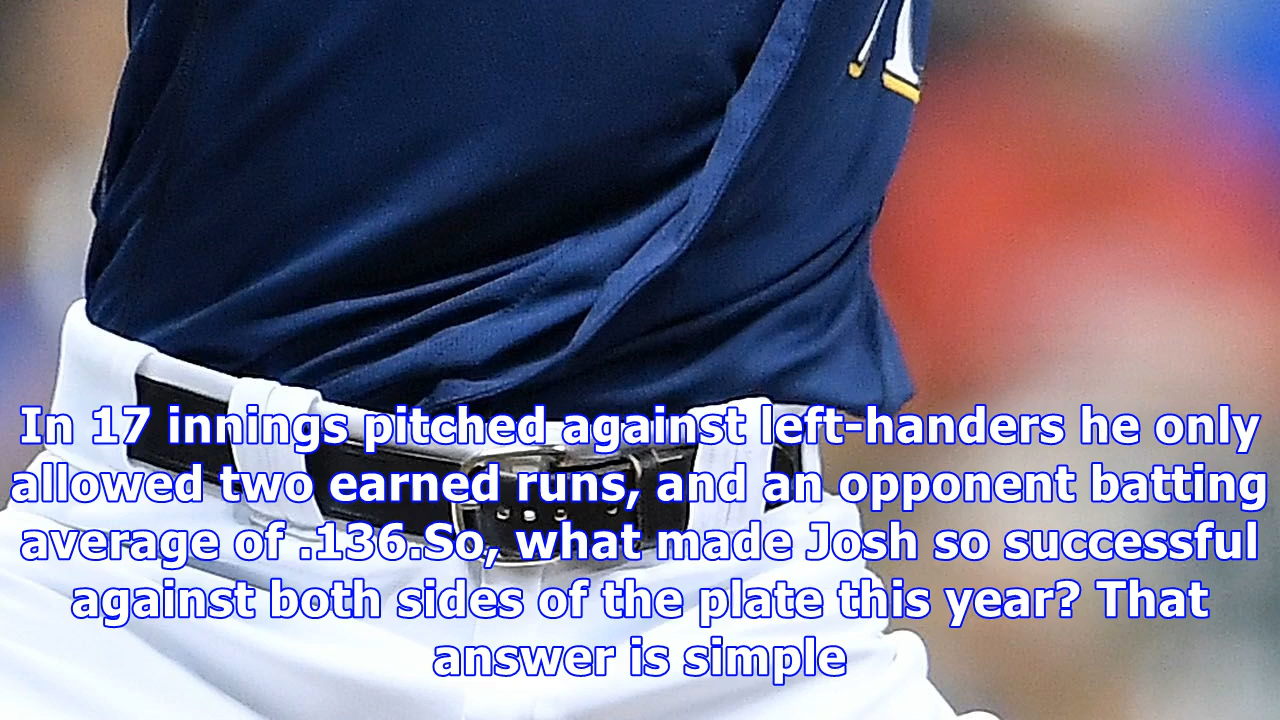 In 17 innings pitched against left-handers he only
allowed two earned runs, and an opponent batting
average of .136.So, what made Josh so successful
against both sides of the plate this year? That
answer is simple